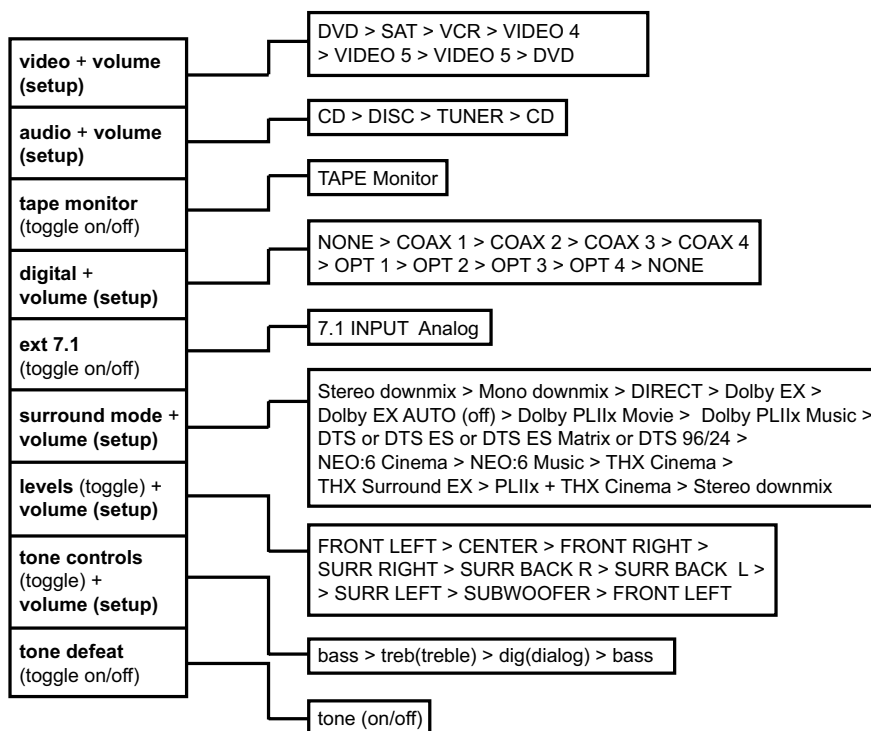 video + volume
(setup)
DVD > SAT > VCR > VIDEO 4
> VIDEO 5 > VIDEO 5 > DVD
audio + volume
(setup)
CD > DISC > TUNER > CD
tape monitor
(toggle on/off)
TAPE Monitor
digital +
volume (setup)
NONE > COAX 1 > COAX 2 > COAX 3 > COAX 4
> OPT 1 > OPT 2 > OPT 3 > OPT 4 > NONE
ext 7.1
(toggle on/off)
7.1 INPUT Analog
surround mode +
volume (setup)
Stereo downmix > Mono downmix > DIRECT > Dolby EX >
Dolby EX AUTO (off) > Dolby PLIIx Movie > Dolby PLIIx Music >
DTS or DTS ES or DTS ES Matrix or DTS 96/24 >
NEO:6 Cinema > NEO:6 Music > THX Cinema >
THX Surround EX > PLIIx + THX Cinema > Stereo downmix
levels (toggle) +
volume (setup)
FRONT LEFT > CENTER > FRONT RIGHT >
SURR RIGHT > SURR BACK R > SURR BACK L >
> SURR LEFT > SUBWOOFER > FRONT LEFT
tone controls
(toggle) +
volume (setup)
bass > treb(treble) > dig(dialog) > bass
tone defeat
(toggle on/off)
tone (on/off)